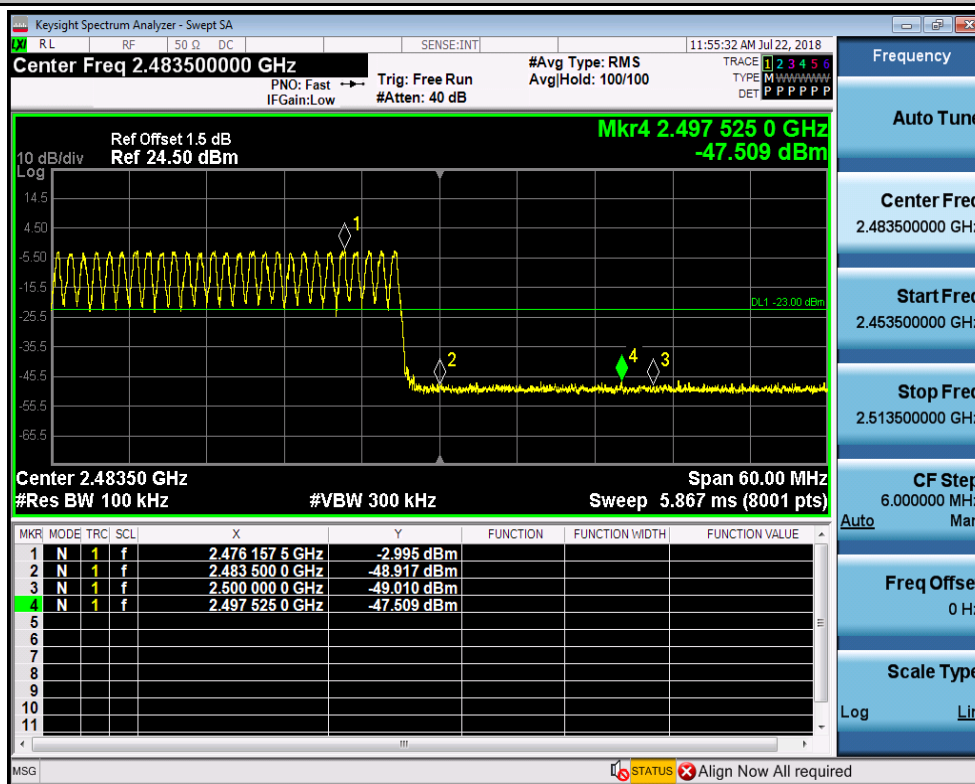 Keysight Spectrum Analyzer - Swept SA
LXI RL RF 50 Ω DC SENSE:INT 11:55:32 AM Jul 22, 2018
Center Freq 2.483500000 GHz
PNO: Fast
IFGain:Low
Trig: Free Run
#Atten: 40 dB
#Avg Type: RMS
Avg|Hold: 100/100
TRACE 1 2 3 4 5 6
TYPE M W W W W W
DET P P P P P P
Mkr4 2.497 525 0 GHz
-47.509 dBm
Ref Offset 1.5 dB
10 dB/div Ref 24.50 dBm
Log
14.5
4.50
-5.50
-15.5
-25.5
-35.5
-45.5
-55.5
-65.5
1
DL1 -23.00 dBm
2
4
3
Center 2.48350 GHz Span 60.00 MHz
#Res BW 100 kHz #VBW 300 kHz Sweep 5.867 ms (8001 pts)
MKR MODE TRC SCL X Y FUNCTION FUNCTION WIDTH FUNCTION VALUE
1 N 1 f 2.476 157 5 GHz -2.995 dBm
2 N 1 f 2.483 500 0 GHz -48.917 dBm
3 N 1 f 2.500 000 0 GHz -49.010 dBm
4 N 1 f 2.497 525 0 GHz -47.509 dBm
5
6
7
8
9
10
11
MSG STATUS Align Now All required
Frequency
Auto Tune
Center Freq
2.483500000 GHz
Start Freq
2.453500000 GHz
Stop Freq
2.513500000 GHz
CF Step
6.000000 MHz
Auto Man
Freq Offset
0 Hz
Scale Type
Log Lin